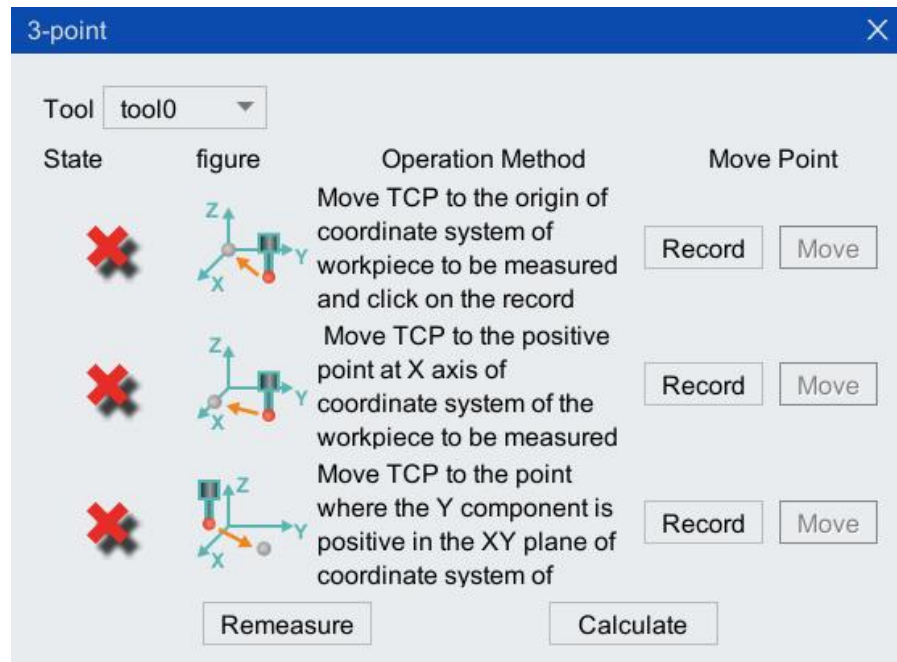 3-point
Tool tool0
State figure Operation Method Move Point
Z
Y
X
Move TCP to the origin of
coordinate system of
workpiece to be measured
and click on the record
Record Move
Z
Y
X
Move TCP to the positive
point at X axis of
coordinate system of the
workpiece to be measured
Record Move
Z
Y
X
Move TCP to the point
where the Y component is
positive in the XY plane of
coordinate system of
Record Move
Remeasure Calculate